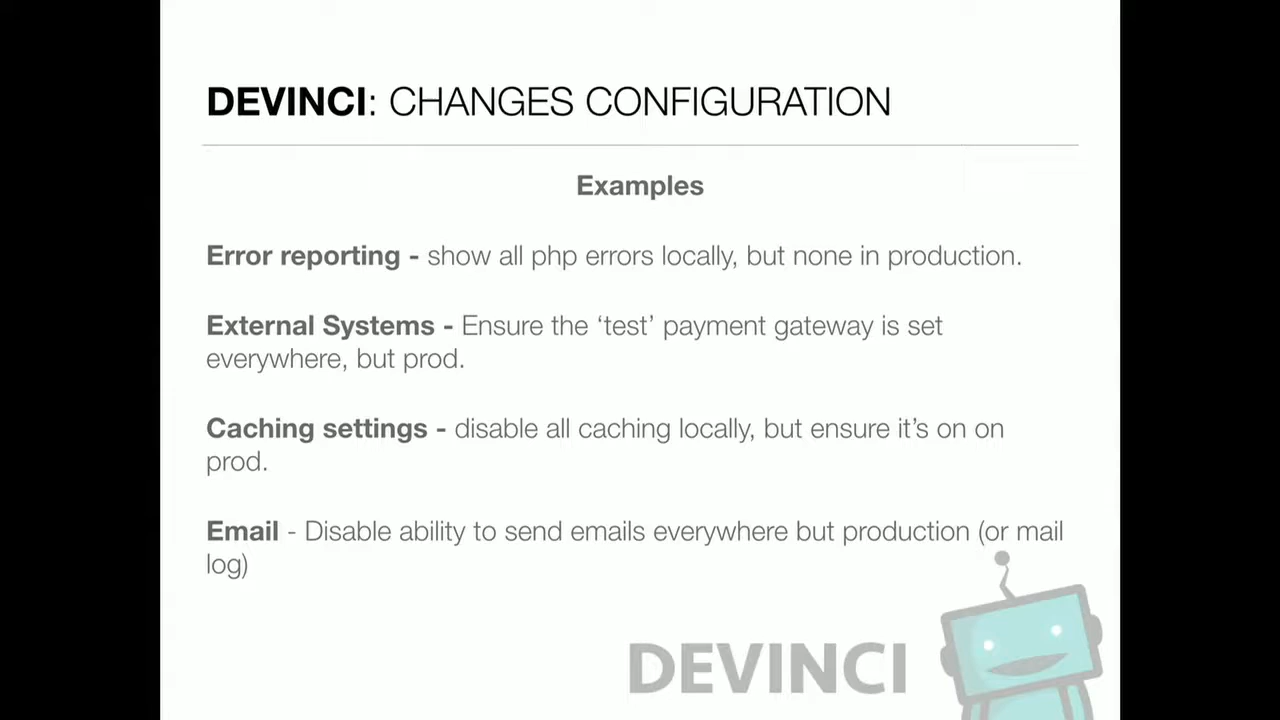 DEVINCI: CHANGES CONFIGURATION
Examples
Error reporting - show all php errors locally, but none in production.
External Systems - Ensure the ‘test’ payment gateway is set
everywhere, but prod.
Caching settings - disable all caching locally, but ensure it’s on on
prod.
Email - Disable ability to send emails everywhere but production (or mail
log)
DEVINCI